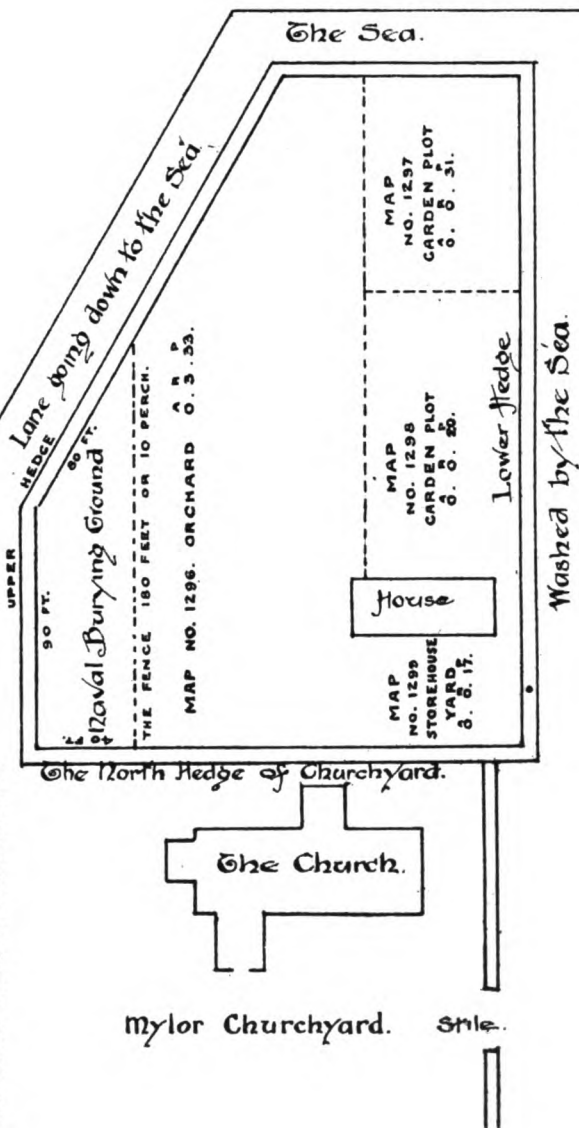 The Sea.
Lane going down to the Sea
UPPER
HEDGE
90 FT.
80 FT.
Naval Burying Ground
THE FENCE 180 FEET OR 10 PERCH.
MAP NO. 1296. ORCHARD A R P
0. 3. 33.
MAP
NO. 1297
GARDEN PLOT
A R P
0. 0. 31.
MAP
NO. 1298
GARDEN PLOT
A R P
0. 0. 20.
Lower Hedge
Washed by the Sea.
House
MAP
NO. 1299
STOREHOUSE
YARD
0. 0. 17.
The North Hedge of Churchyard.
The Church.
Mylor Churchyard.
Stile.